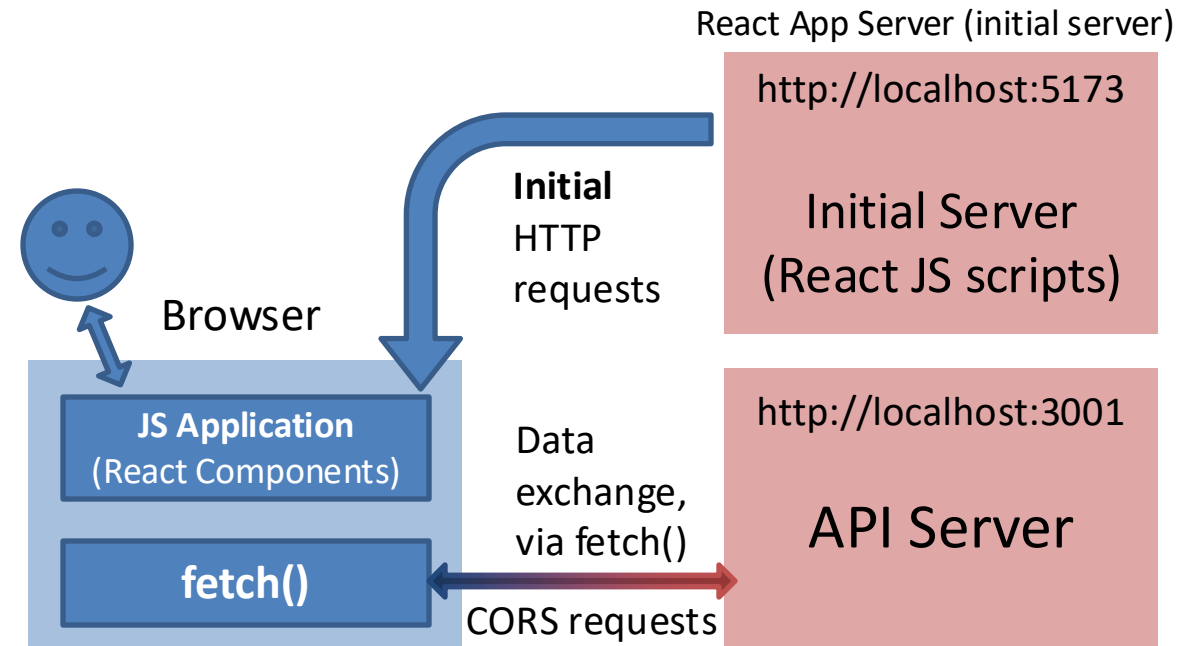 React App Server (initial server)
http://localhost:5173
Initial Server
(React JS scripts)
Initial
HTTP
requests
Browser
JS Application
(React Components)
fetch()
Data
exchange,
via fetch()
CORS requests
http://localhost:3001
API Server